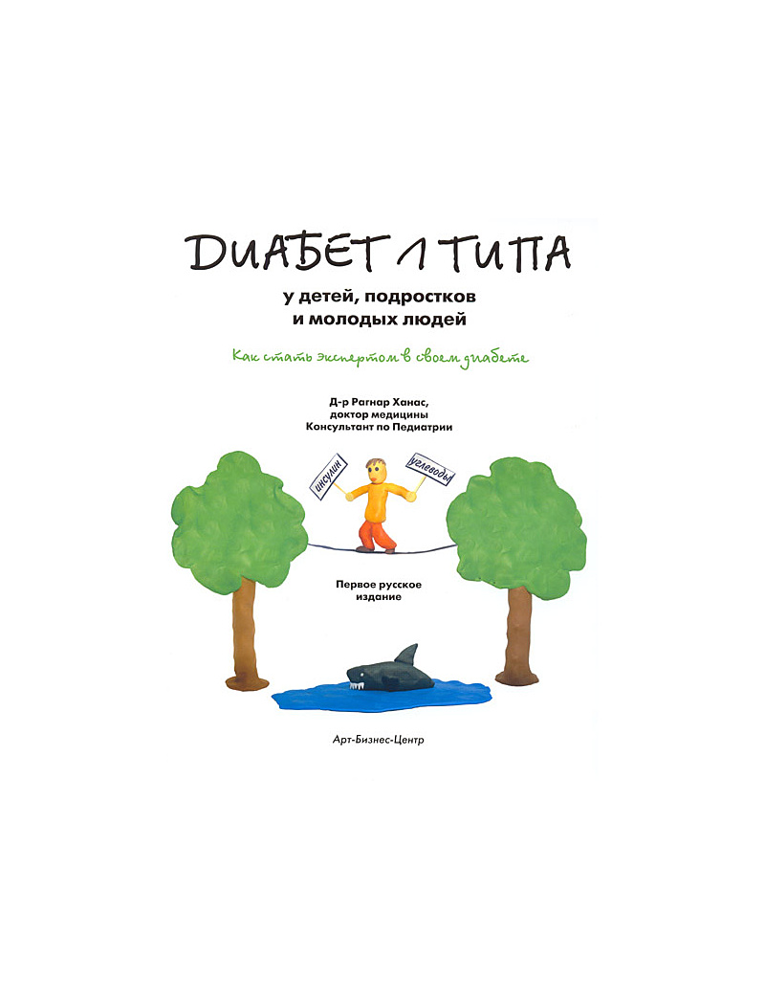 ДИАБЕТ 1 ТИПА
у детей, подростков
и молодых людей
Как стать экспертом в своем диабете
Д-р Рагнар Ханас,
доктор медицины
Консультант по Педиатрии
инсулин
углеводы
Первое русское
издание
Арт-Бизнес-Центр